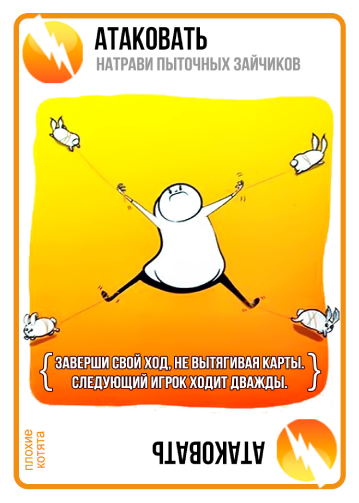 АТАКОВАТЬ
НАТРАВИ ПЫТОЧНЫХ ЗАЙЧИКОВ
ЗАВЕРШИ СВОЙ ХОД, НЕ ВЫТЯГИВАЯ КАРТЫ.
СЛЕДУЮЩИЙ ИГРОК ХОДИТ ДВАЖДЫ.
плохие
котята
АТАКОВАТЬ